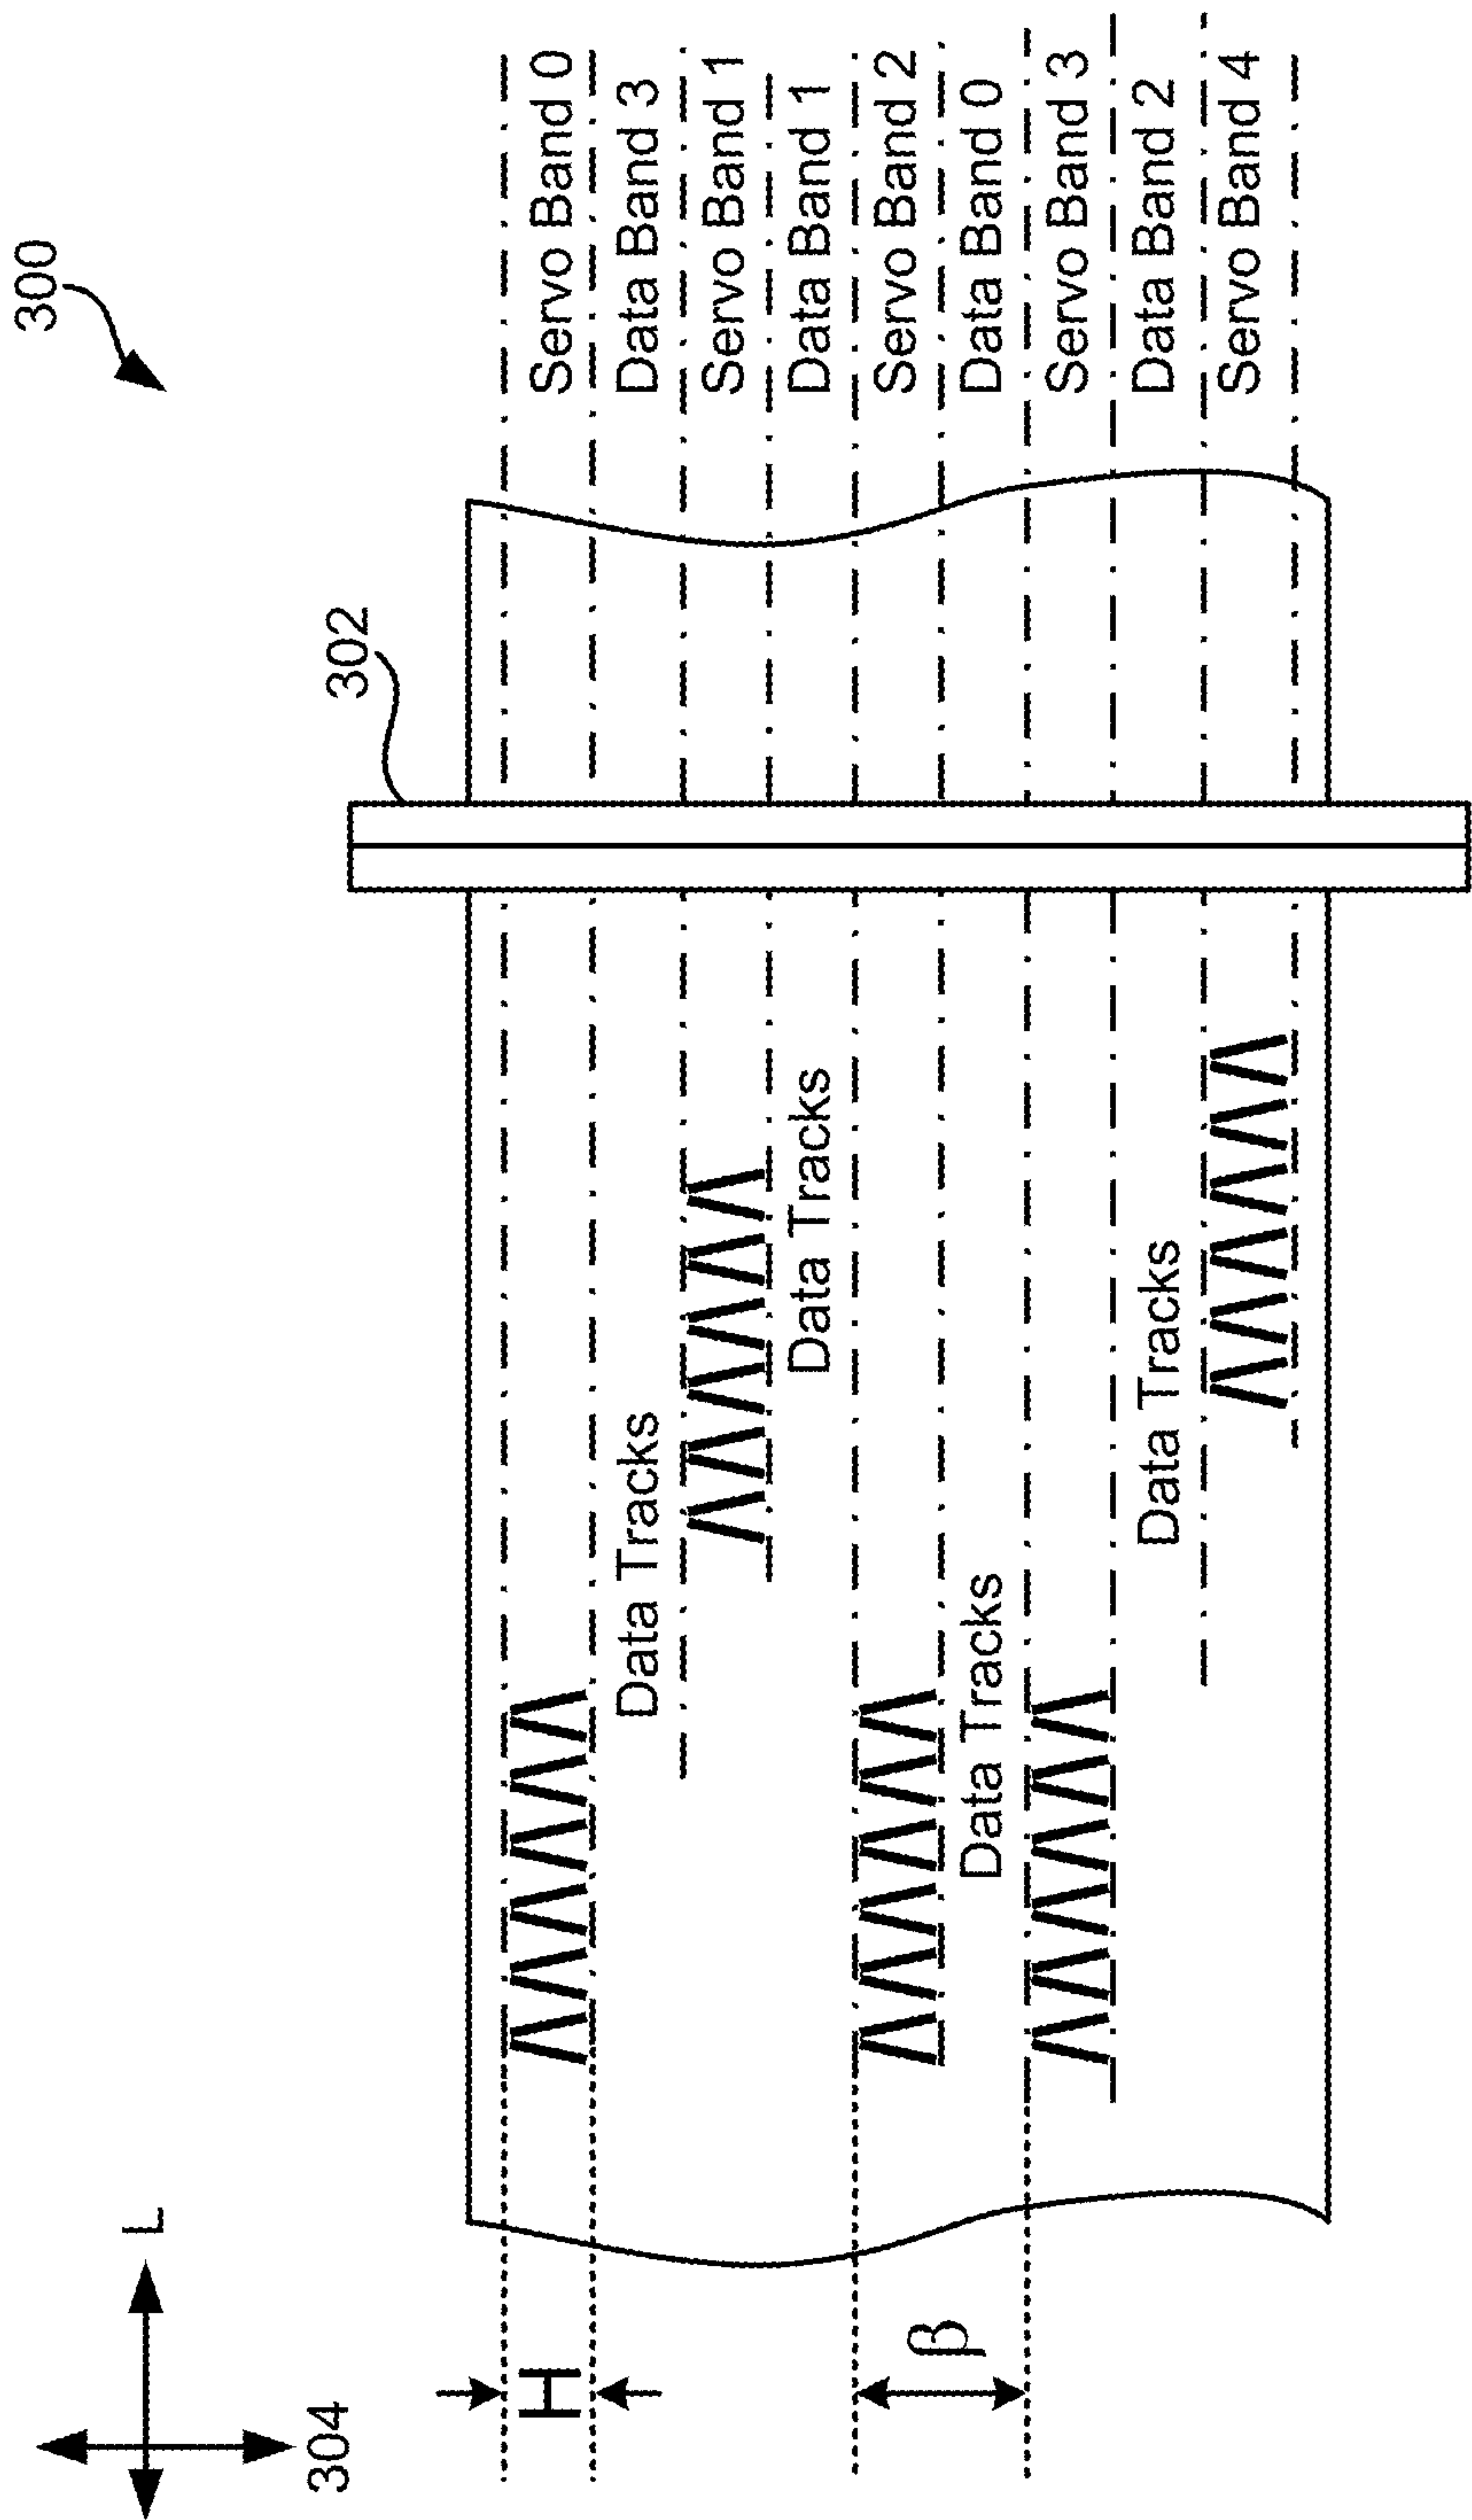 300
302
L
304
H
β
Servo Band 0
Data Band 3
Servo Band 1
Data Band 1
Servo Band 2
Data Band 0
Servo Band 3
Data Band 2
Servo Band 4
Data Tracks
Data Tracks
Data Tracks
Data Tracks